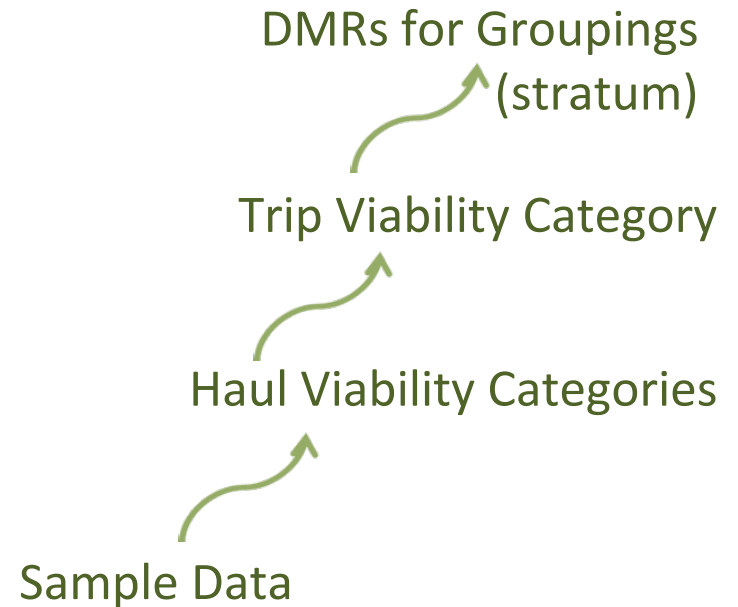 DMRs for Groupings
(stratum)
Trip Viability Category
Haul Viability Categories
Sample Data